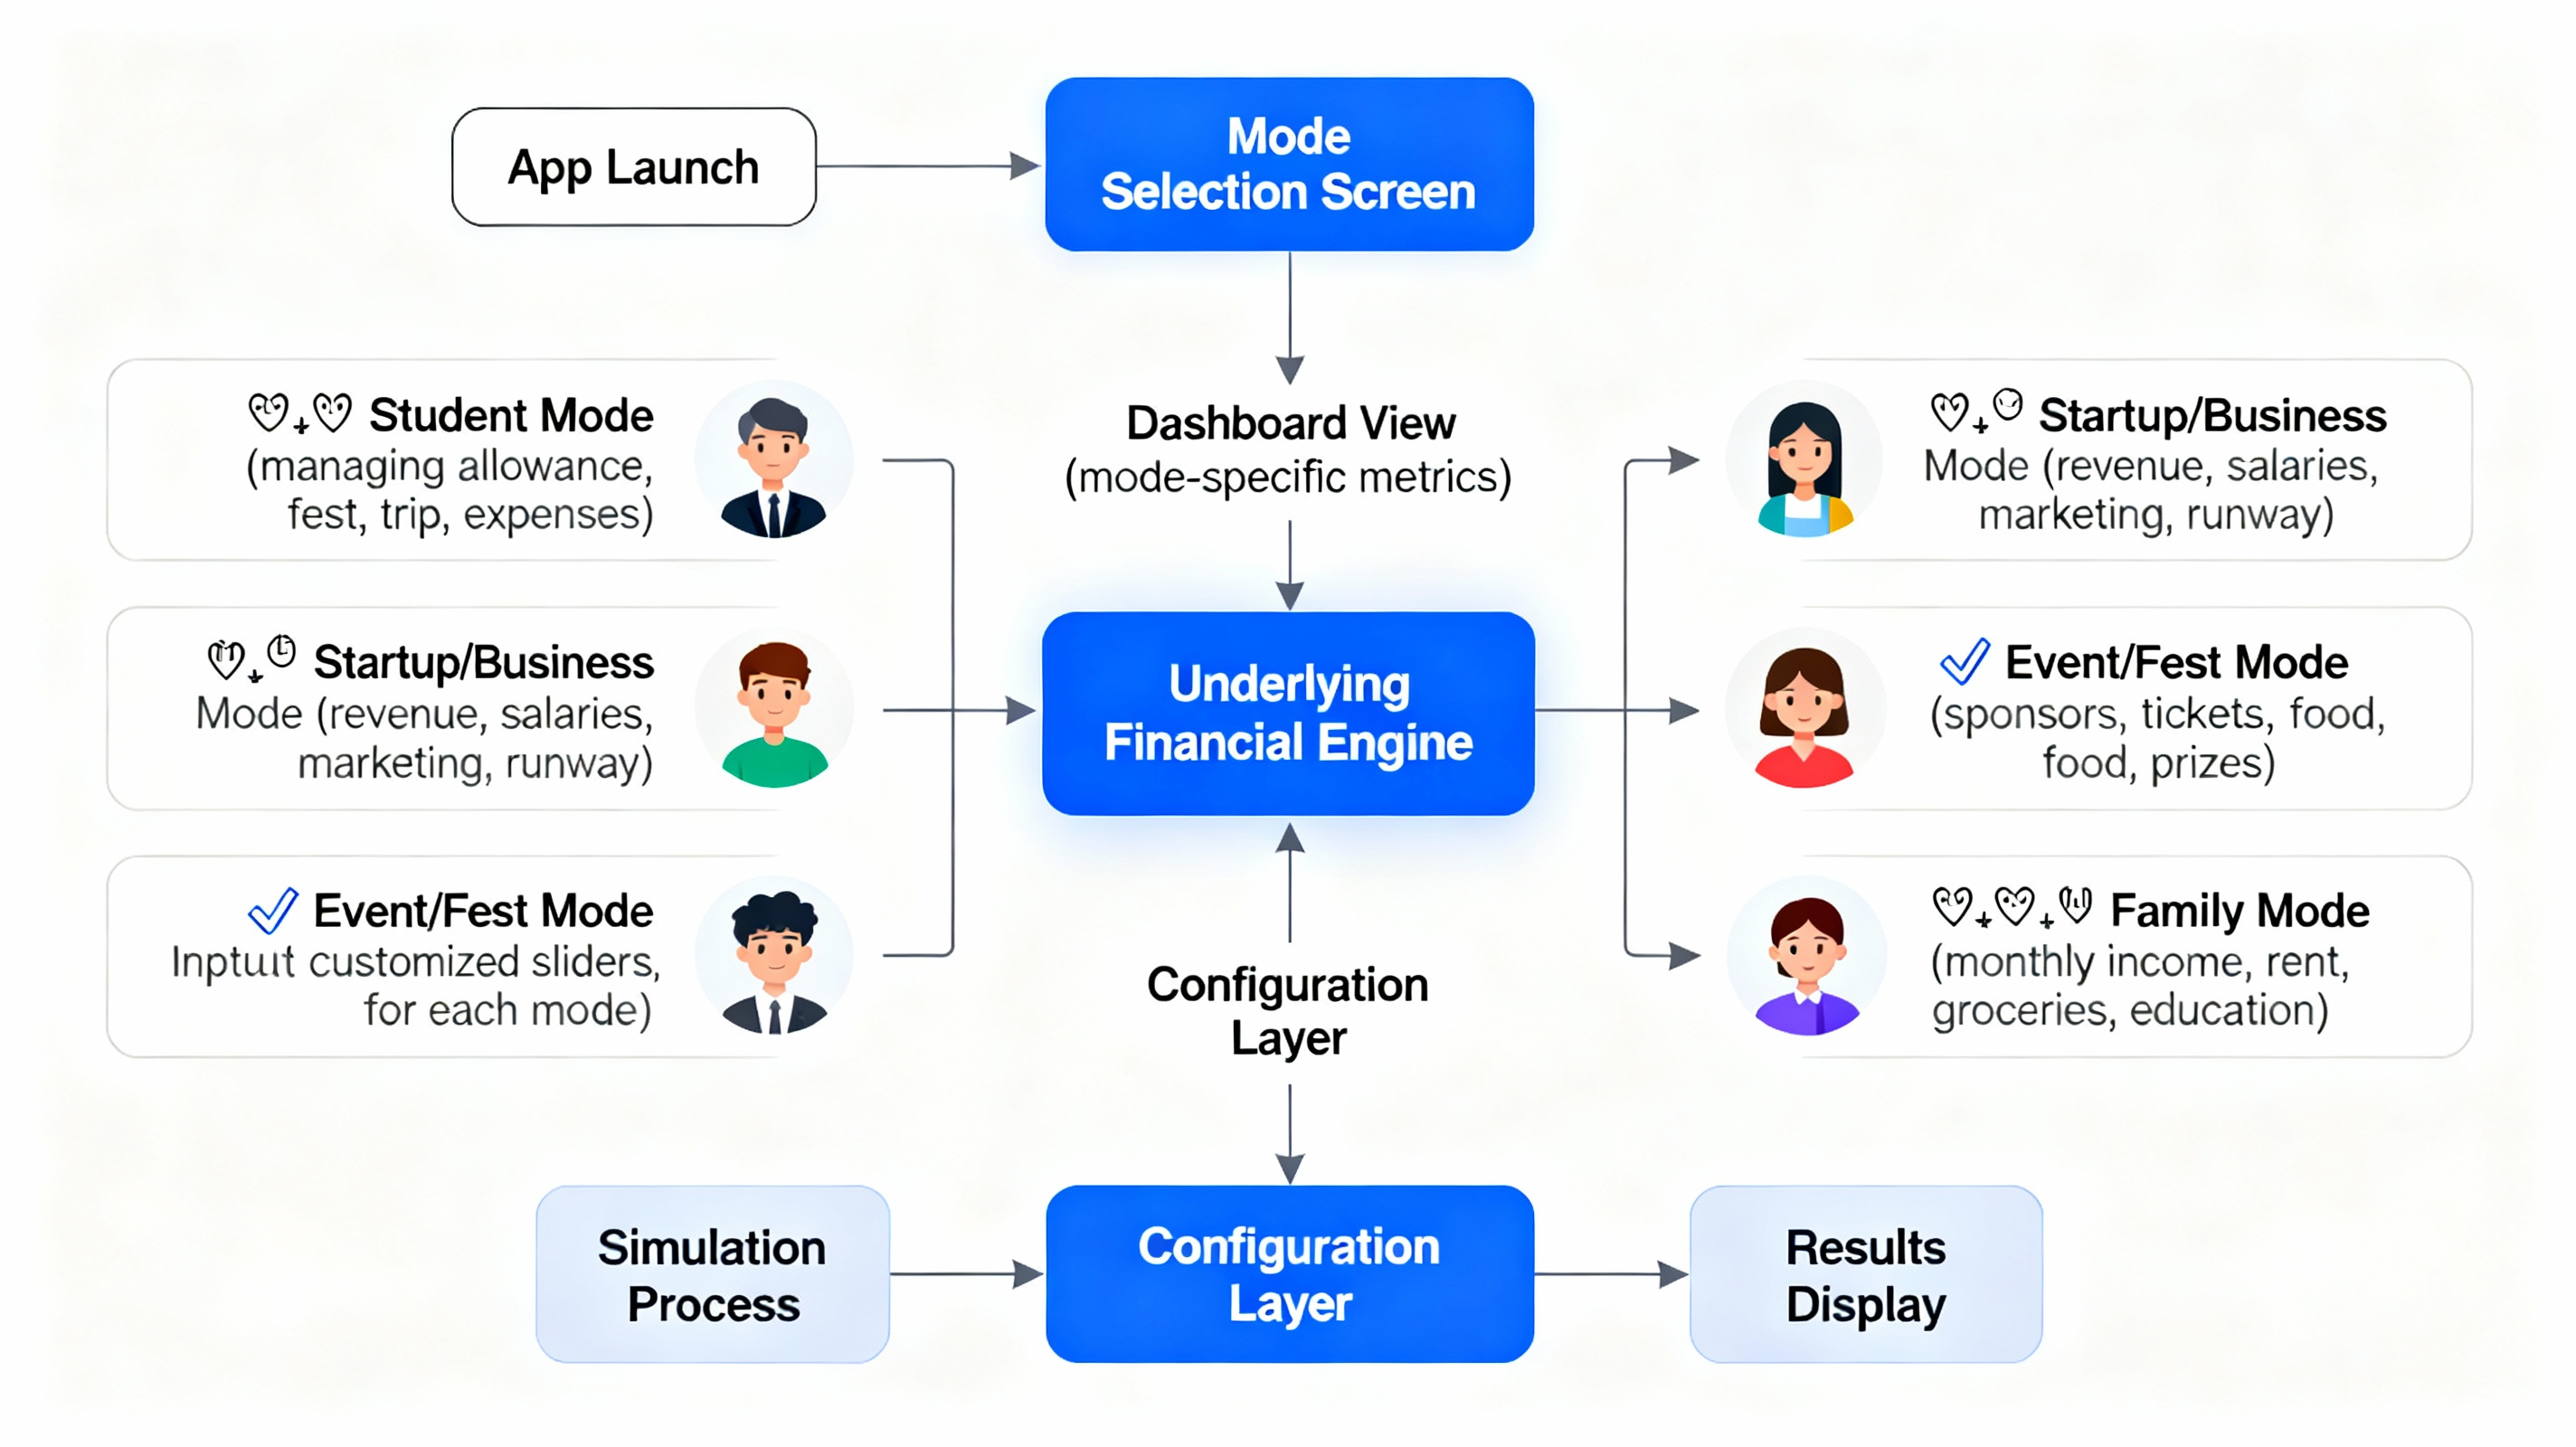 App Launch
Mode
Selection Screen
Student Mode
(managing allowance,
fest, trip, expenses)
Dashboard View
(mode-specific metrics)
Startup/Business
Mode (revenue, salaries,
marketing, runway)
Startup/Business
Mode (revenue, salaries,
marketing, runway)
Underlying
Financial Engine
Event/Fest Mode
(sponsors, tickets, food,
food, prizes)
Event/Fest Mode
customized sliders,
for each mode)
Configuration
Layer
Family Mode
(monthly income, rent,
groceries, education)
Simulation
Process
Configuration
Layer
Results
Display